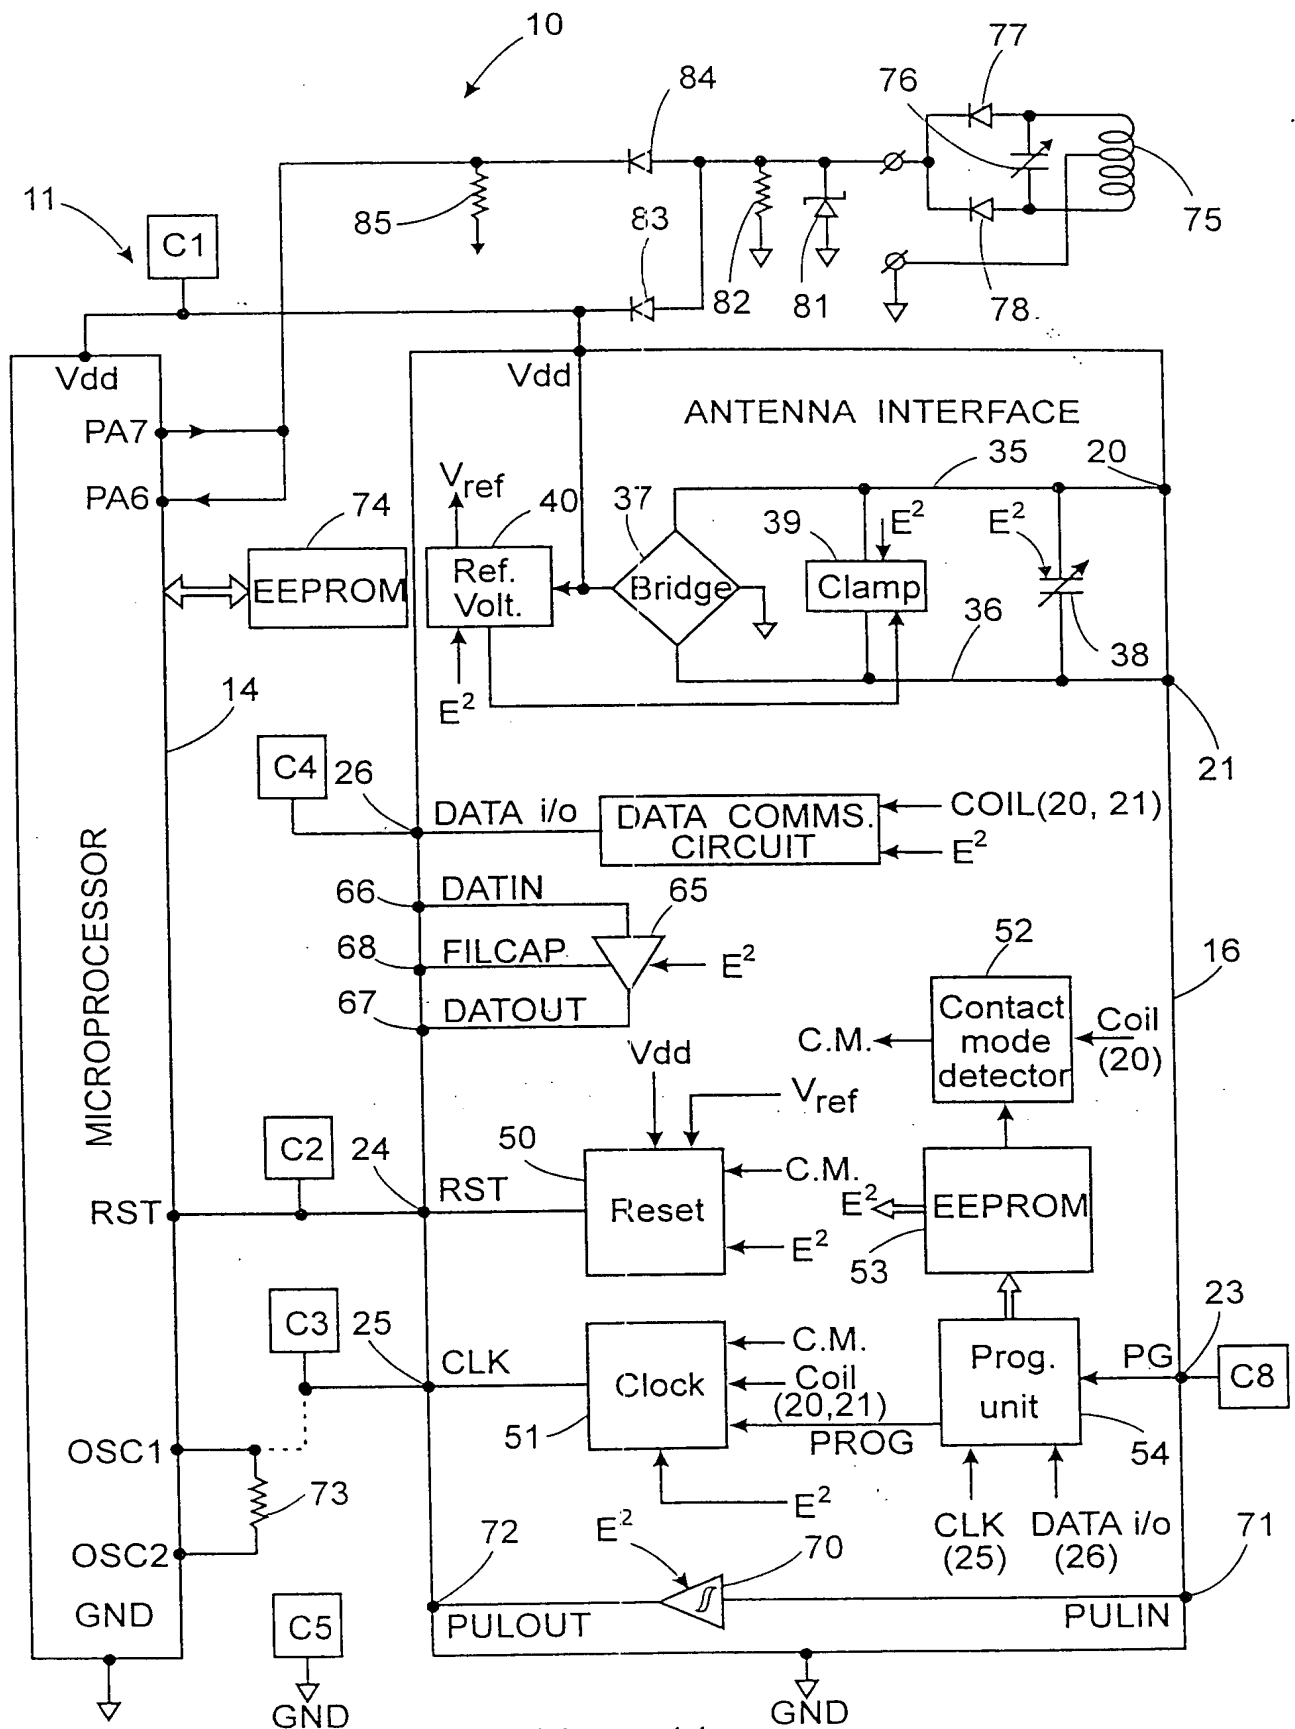 10
77
76
84
11
C1
85
83
82
81
78
75
Vdd
Vdd
PA7
PA6
ANTENNA INTERFACE
Vref
40
37
35
20
74
39
E²
E²
EEPROM
Ref.
Volt.
Bridge
Clamp
36
38
E²
14
21
C4
26
DATA i/o
DATA COMMS.
CIRCUIT
COIL(20, 21)
E²
MICROPROCESSOR
66
DATIN
65
68
FILCAP
E²
67
DATOUT
52
16
Contact
mode
detector
C.M.
Coil
(20)
Vdd
Vref
C2
24
50
C.M.
RST
RST
Reset
E²
E²
EEPROM
53
C3
25
23
CLK
Clock
C.M.
Coil
(20,21)
PROG
Prog.
unit
PG
C8
51
54
OSC1
73
E²
OSC2
72
E²
70
CLK
(25)
DATA i/o
(26)
71
GND
C5
PULOUT
PULIN
GND
GND